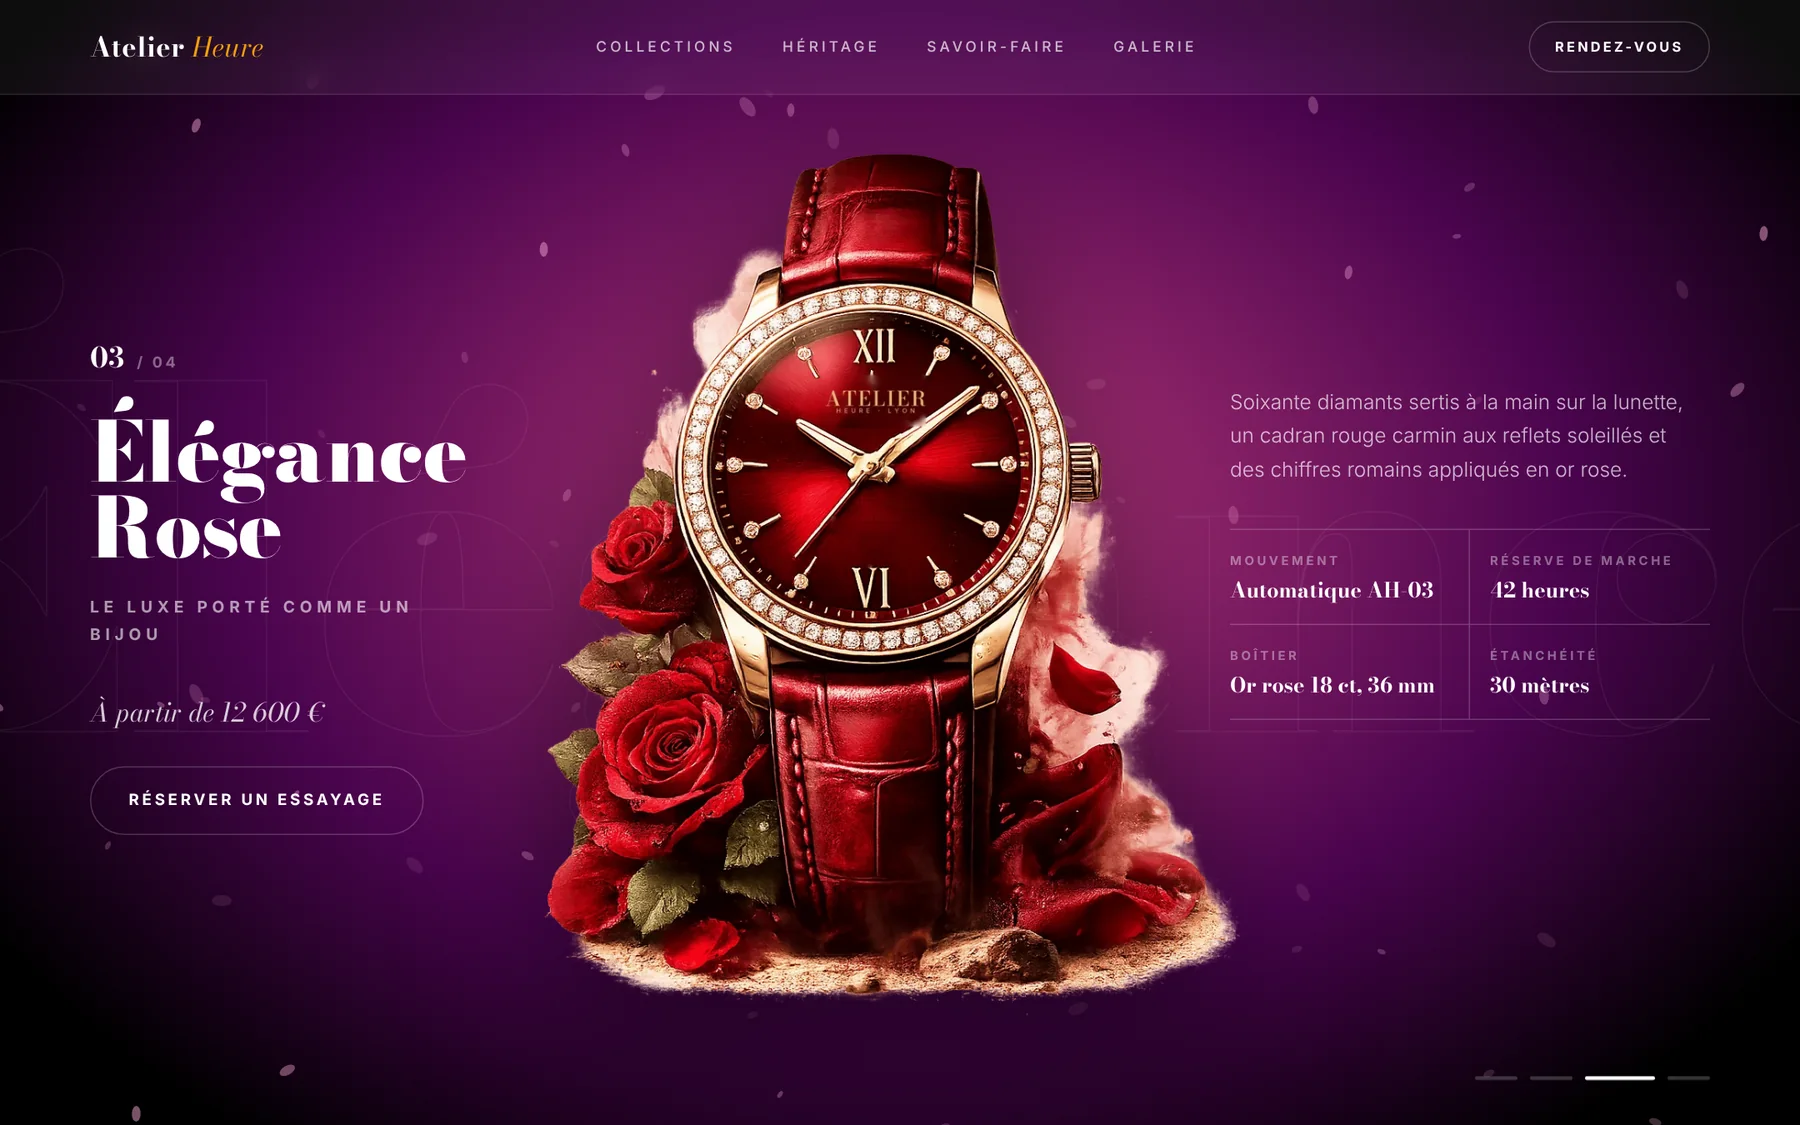 Atelier Heure
COLLECTIONS
HÉRITAGE
SAVOIR-FAIRE
GALERIE
RENDEZ-VOUS
03 / 04
Élégance
Rose
LE LUXE PORTÉ COMME UN
BIJOU
À partir de 12 600 €
RÉSERVER UN ESSAYAGE
XII
ATELIER
HEURE · LYON
VI
Soixante diamants sertis à la main sur la lunette,
un cadran rouge carmin aux reflets soleillés et
des chiffres romains appliqués en or rose.
MOUVEMENT
Automatique AH-03
RÉSERVE DE MARCHE
42 heures
BOÎTIER
Or rose 18 ct, 36 mm
ÉTANCHÉITÉ
30 mètres